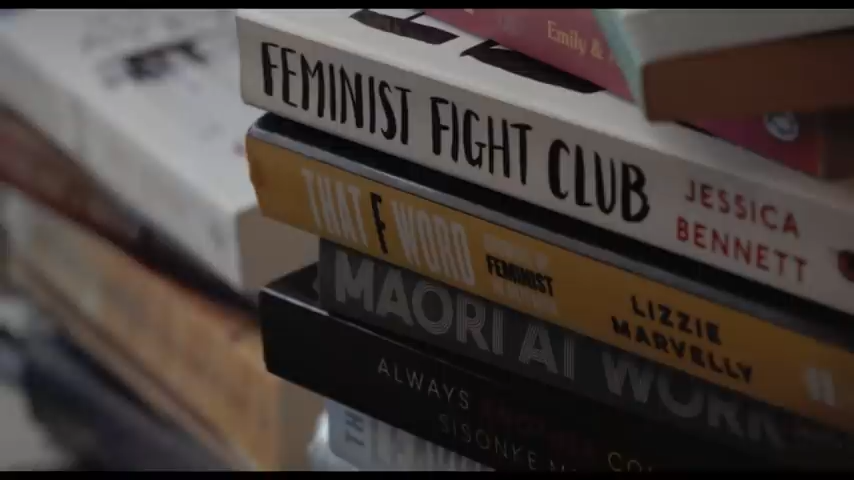 Emily &
FEMINIST FIGHT CLUB
JESSICA
BENNETT
THAT F WORD
FEMINIST
LIZZIE
MARVELLY
MAORI AT WORK
ALWAYS
SISONKE